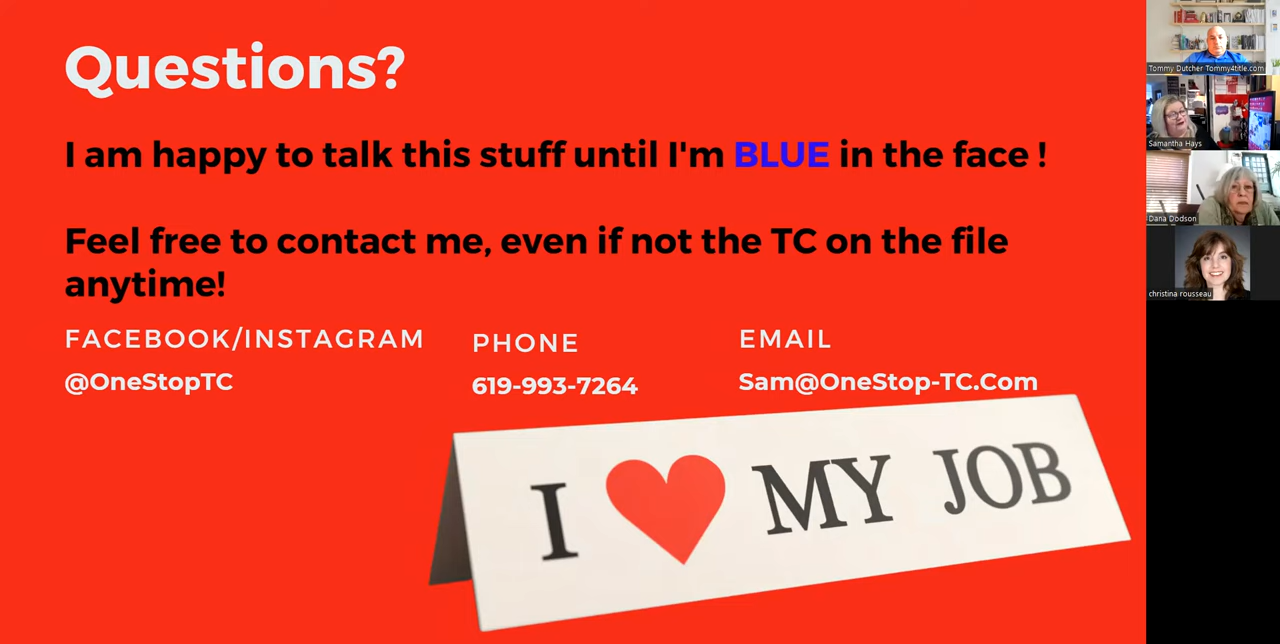 Questions?
I am happy to talk this stuff until I'm BLUE in the face !
Feel free to contact me, even if not the TC on the file
anytime!
FACEBOOK/INSTAGRAM
@OneStopTC
PHONE
619-993-7264
EMAIL
Sam@OneStop-TC.Com
I ❤ MY JOB
Tommy Dutcher Tommy4title.com
Samantha Hays
Dana Dodson
christina rousseau